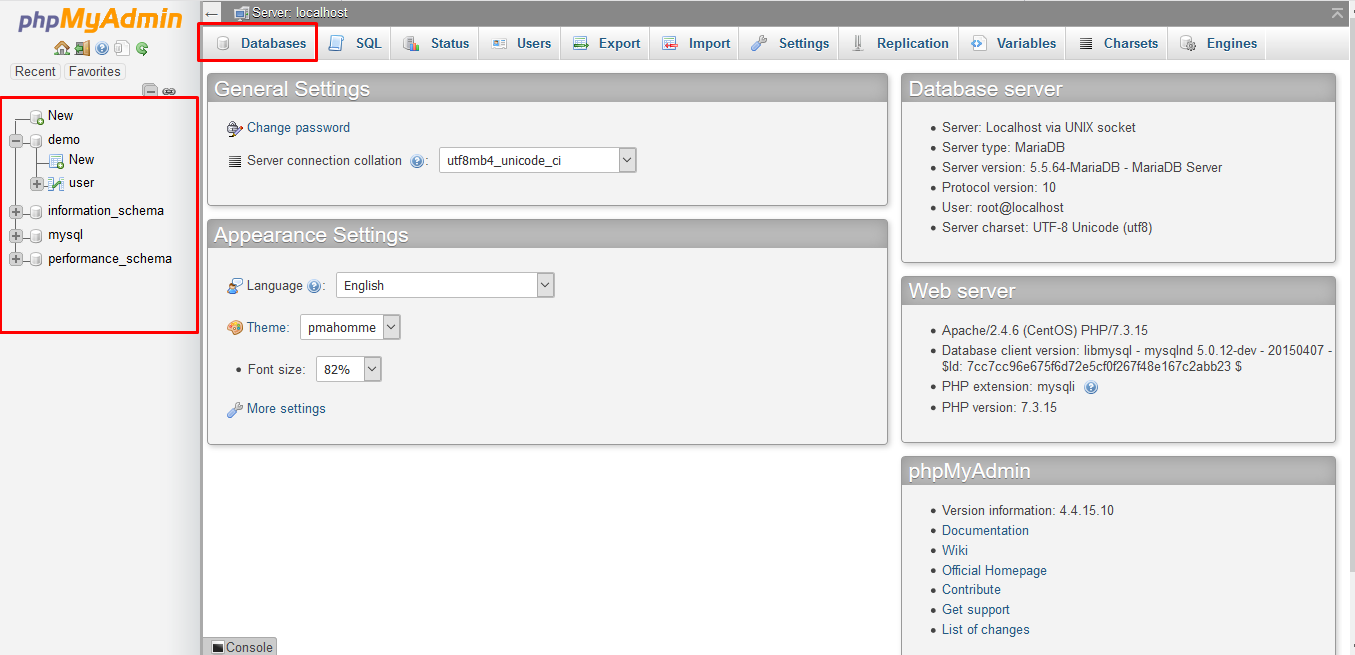 phpMyAdmin
Recent Favorites
New
demo
New
user
information_schema
mysql
performance_schema
Server: localhost
Databases SQL Status Users Export Import Settings Replication Variables Charsets Engines
General Settings
Change password
Server connection collation : utf8mb4_unicode_ci
Appearance Settings
Language : English
Theme: pmahomme
• Font size: 82%
More settings
Console
Database server
• Server: Localhost via UNIX socket
• Server type: MariaDB
• Server version: 5.5.64-MariaDB - MariaDB Server
• Protocol version: 10
• User: root@localhost
• Server charset: UTF-8 Unicode (utf8)
Web server
• Apache/2.4.6 (CentOS) PHP/7.3.15
• Database client version: libmysql - mysqlnd 5.0.12-dev - 20150407 -
$Id: 7cc7cc96e675f6d72e5cf0f267f48e167c2abb23 $
• PHP extension: mysqli
• PHP version: 7.3.15
phpMyAdmin
• Version information: 4.4.15.10
• Documentation
• Wiki
• Official Homepage
• Contribute
• Get support
• List of changes